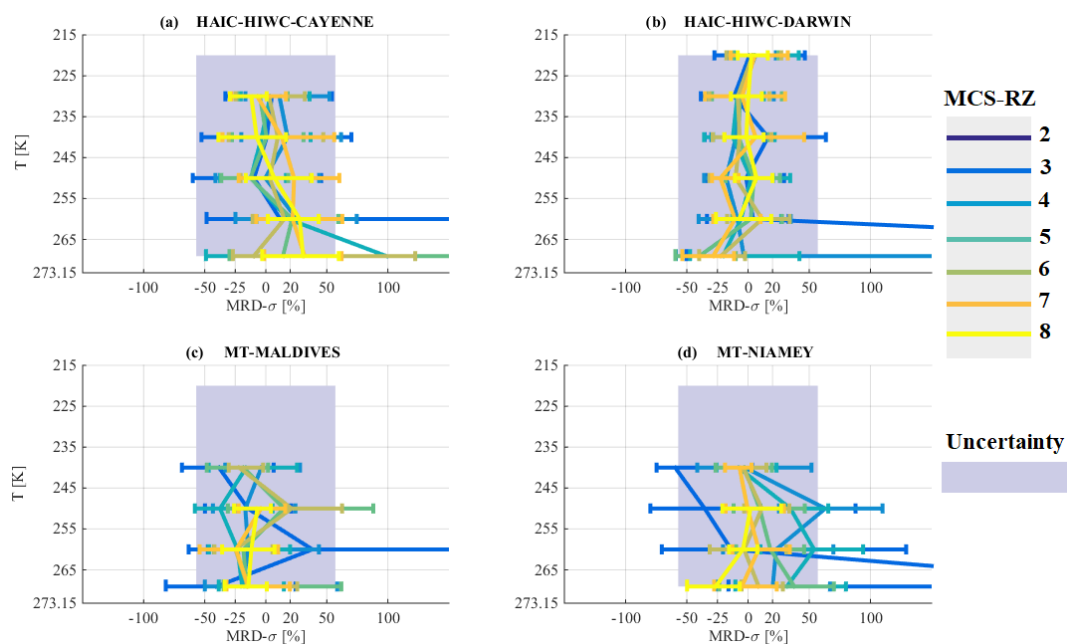 (a) HAIC-HIWC-CAYENNE
(b) HAIC-HIWC-DARWIN
215
225
235
245
255
265
273.15
T [K]
-100 -50 -25 0 20 50 100
MRD-σ [%]
215
225
235
245
255
265
273.15
-100 -50 -25 0 20 50 100
MRD-σ [%]
MCS-RZ
2
3
4
5
6
7
8
(c) MT-MALDIVES
(d) MT-NIAMEY
215
225
235
245
255
265
273.15
T [K]
-100 -50 -25 0 20 50 100
MRD-σ [%]
215
225
235
245
255
265
273.15
-100 -50 -25 0 20 50 100
MRD-σ [%]
Uncertainty